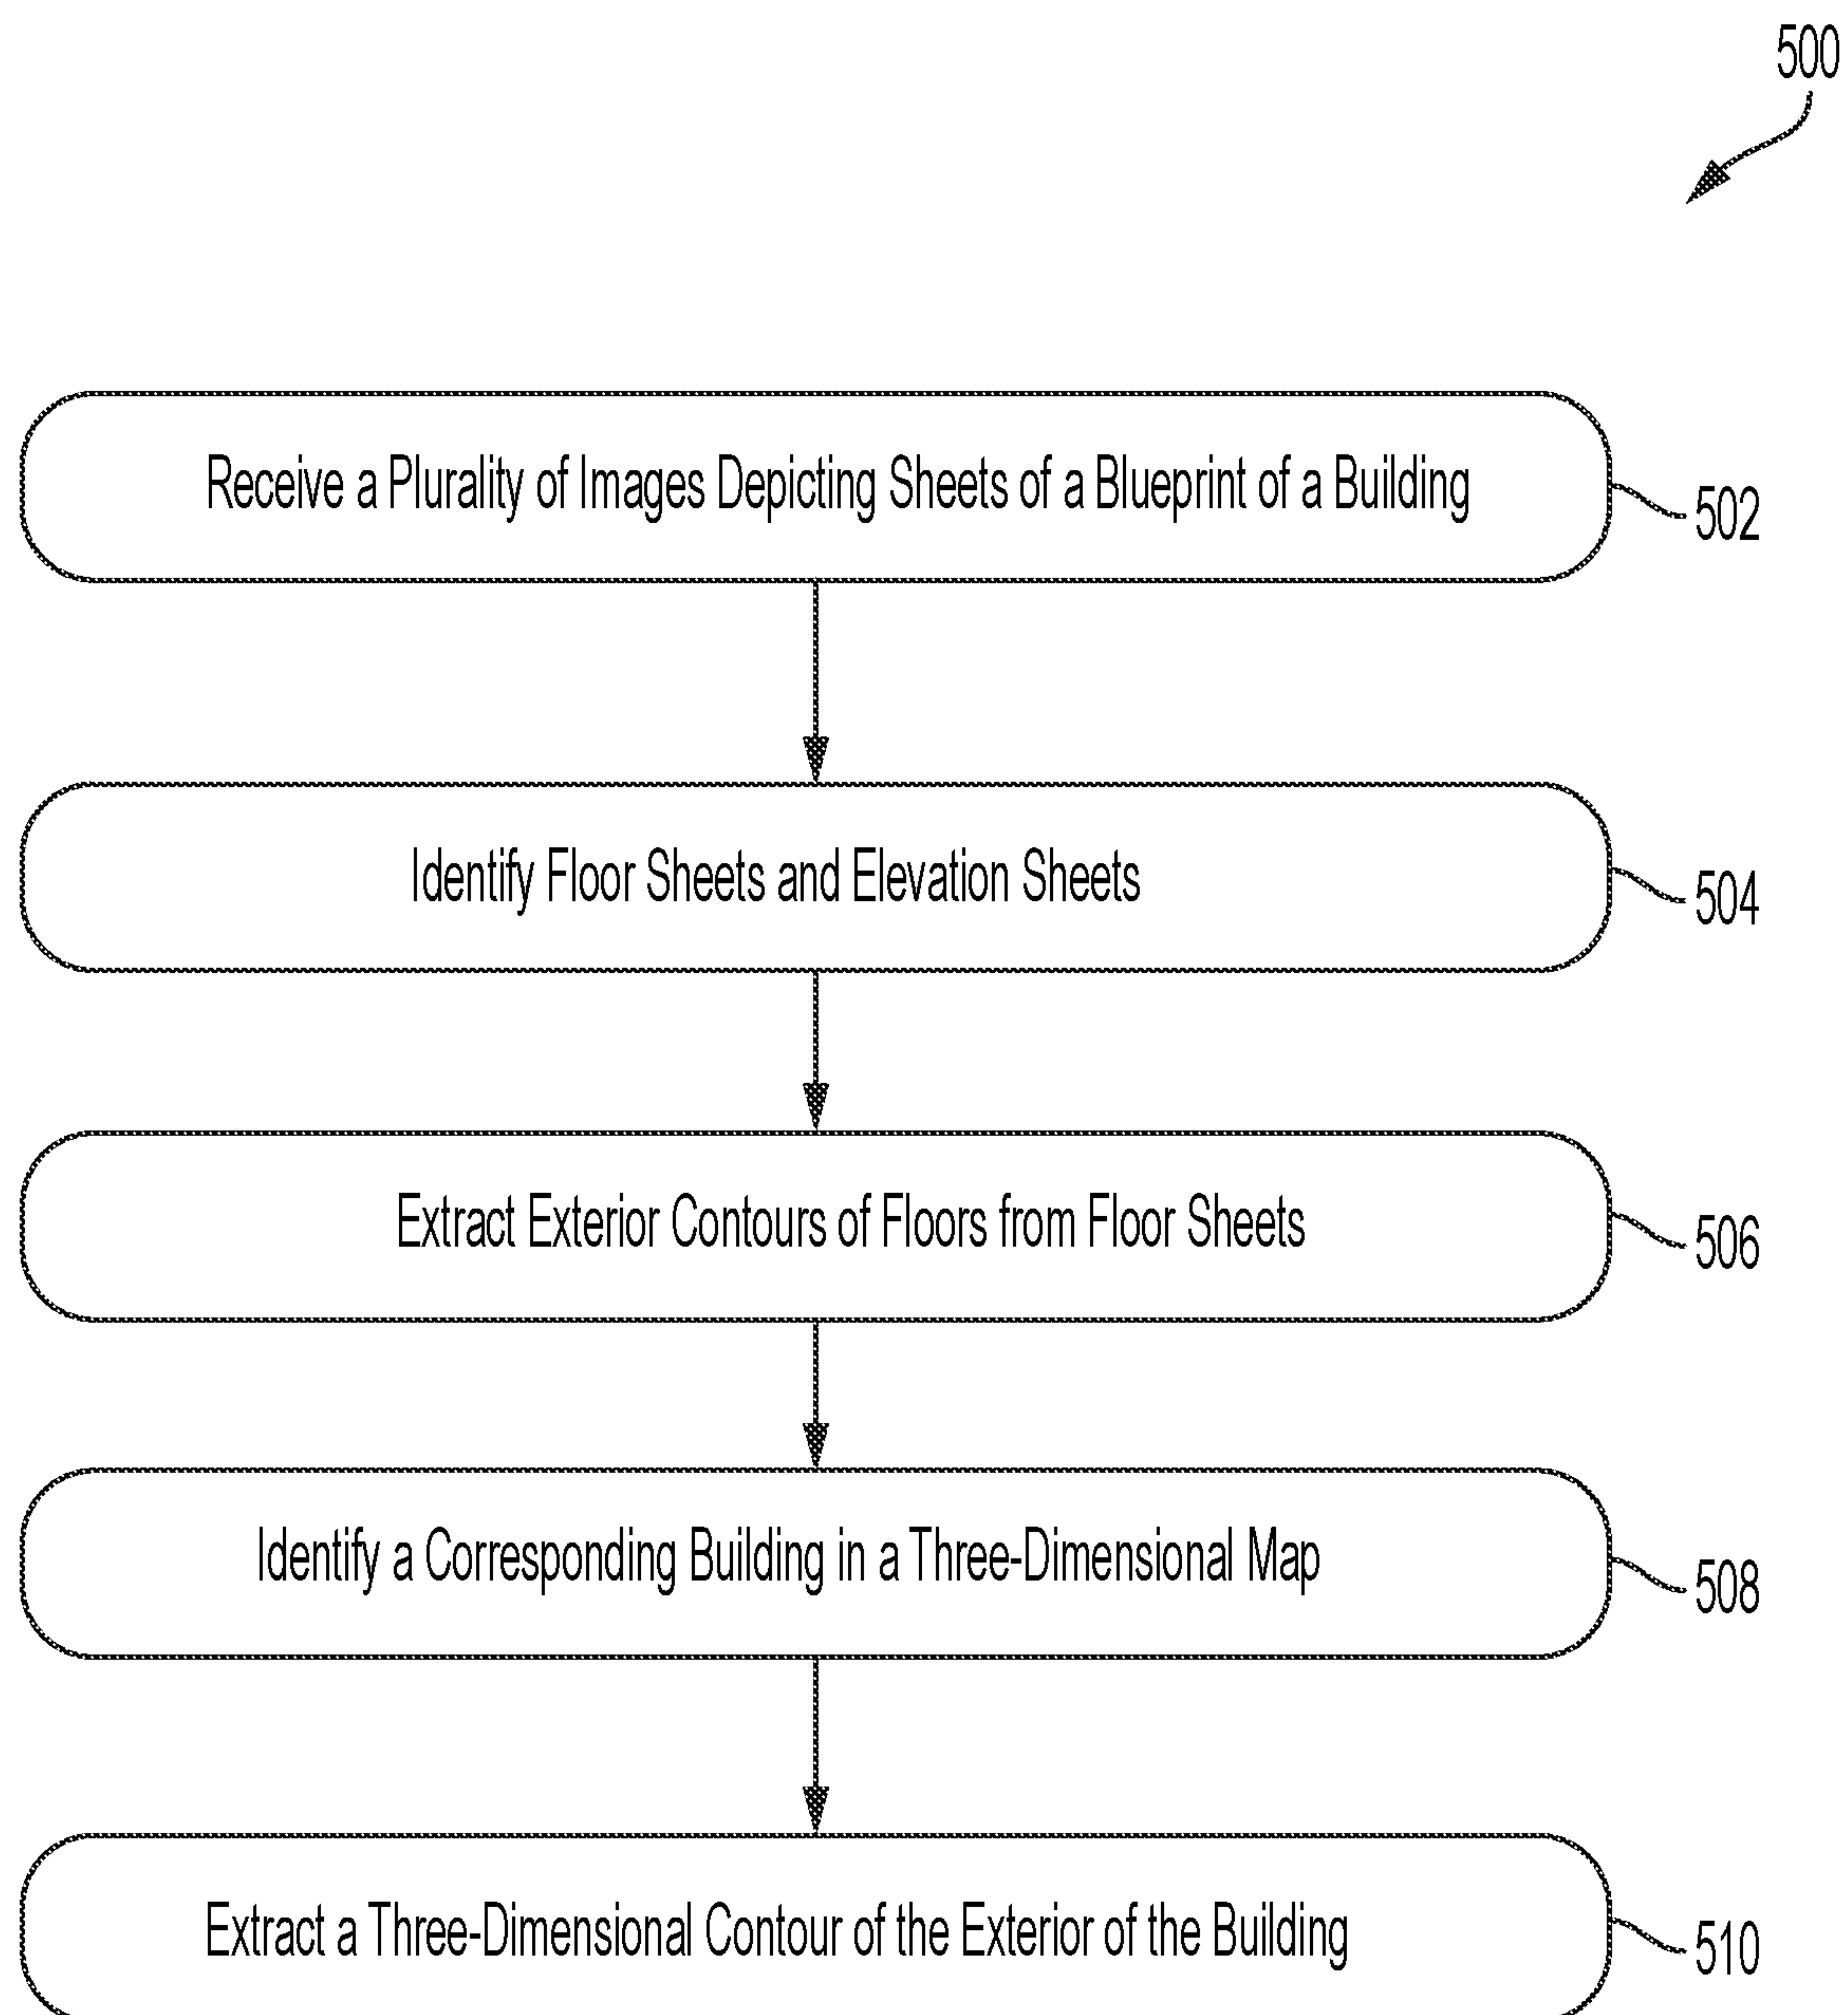 500
Receive a Plurality of Images Depicting Sheets of a Blueprint of a Building
502
Identify Floor Sheets and Elevation Sheets
504
Extract Exterior Contours of Floors from Floor Sheets
506
Identify a Corresponding Building in a Three-Dimensional Map
508
Extract a Three-Dimensional Contour of the Exterior of the Building
510